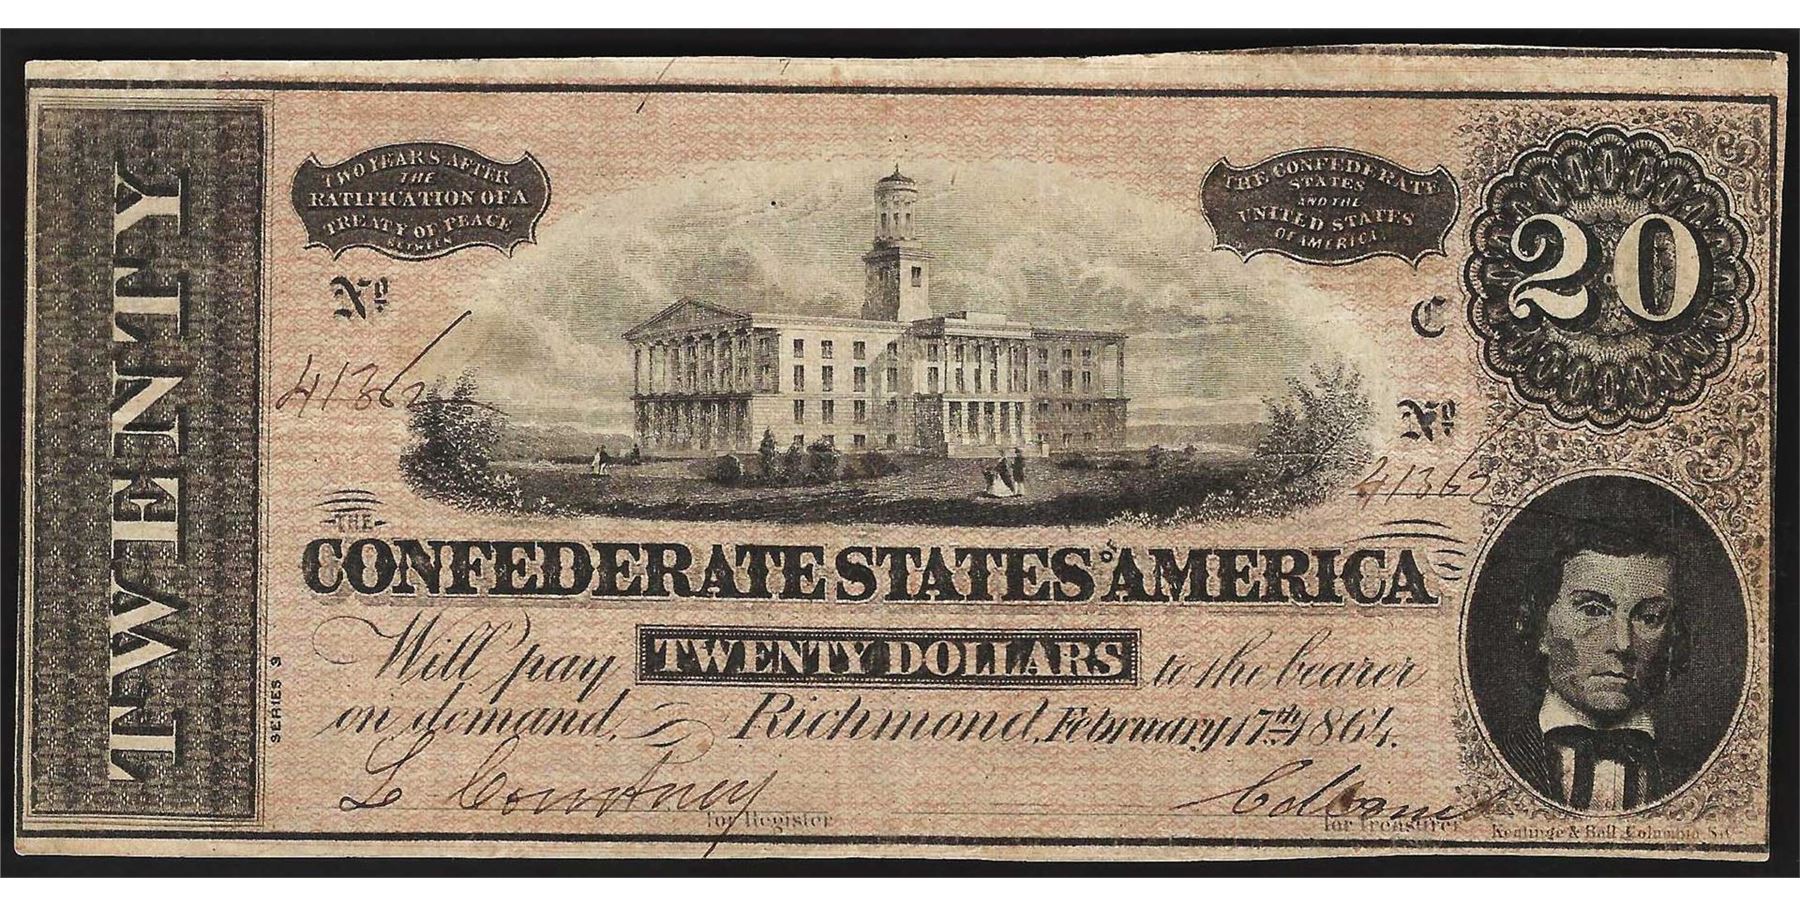 TWENTY
TWO YEARS AFTER
THE
RATIFICATION OF A
TREATY OF PEACE
BETWEEN
THE CONFEDERATE
STATES
AND THE
UNITED STATES
OF AMERICA
20
No
41362
C
No
41362
THE
CONFEDERATE STATES OF AMERICA
Will pay TWENTY DOLLARS to the bearer
on demand. Richmond, February 17th 1864.
SERIES 3
L Courtney
for Register
for Treasurer
Keatinge & Ball, Columbia S.C.